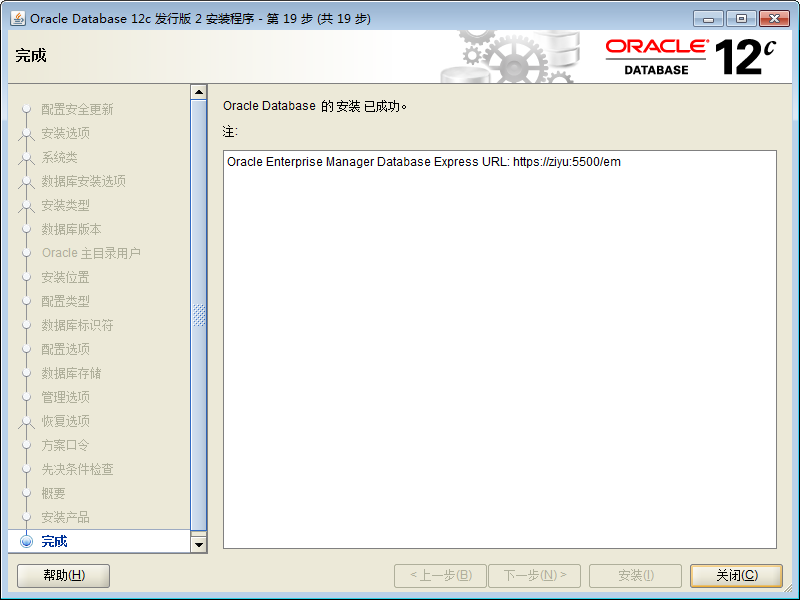 Oracle Database 12c 发行版 2 安装程序 - 第 19 步 (共 19 步)
完成
ORACLE®
DATABASE
12c
配置安全更新
安装选项
系统类
数据库安装选项
安装类型
数据库版本
Oracle 主目录用户
安装位置
配置类型
数据库标识符
配置选项
数据库存储
管理选项
恢复选项
方案口令
先决条件检查
概要
安装产品
完成
Oracle Database 的 安装 已成功。
注:
Oracle Enterprise Manager Database Express URL: https://ziyu:5500/em
帮助(H)
< 上一步(B)
下一步(N) >
安装(I)
关闭(C)